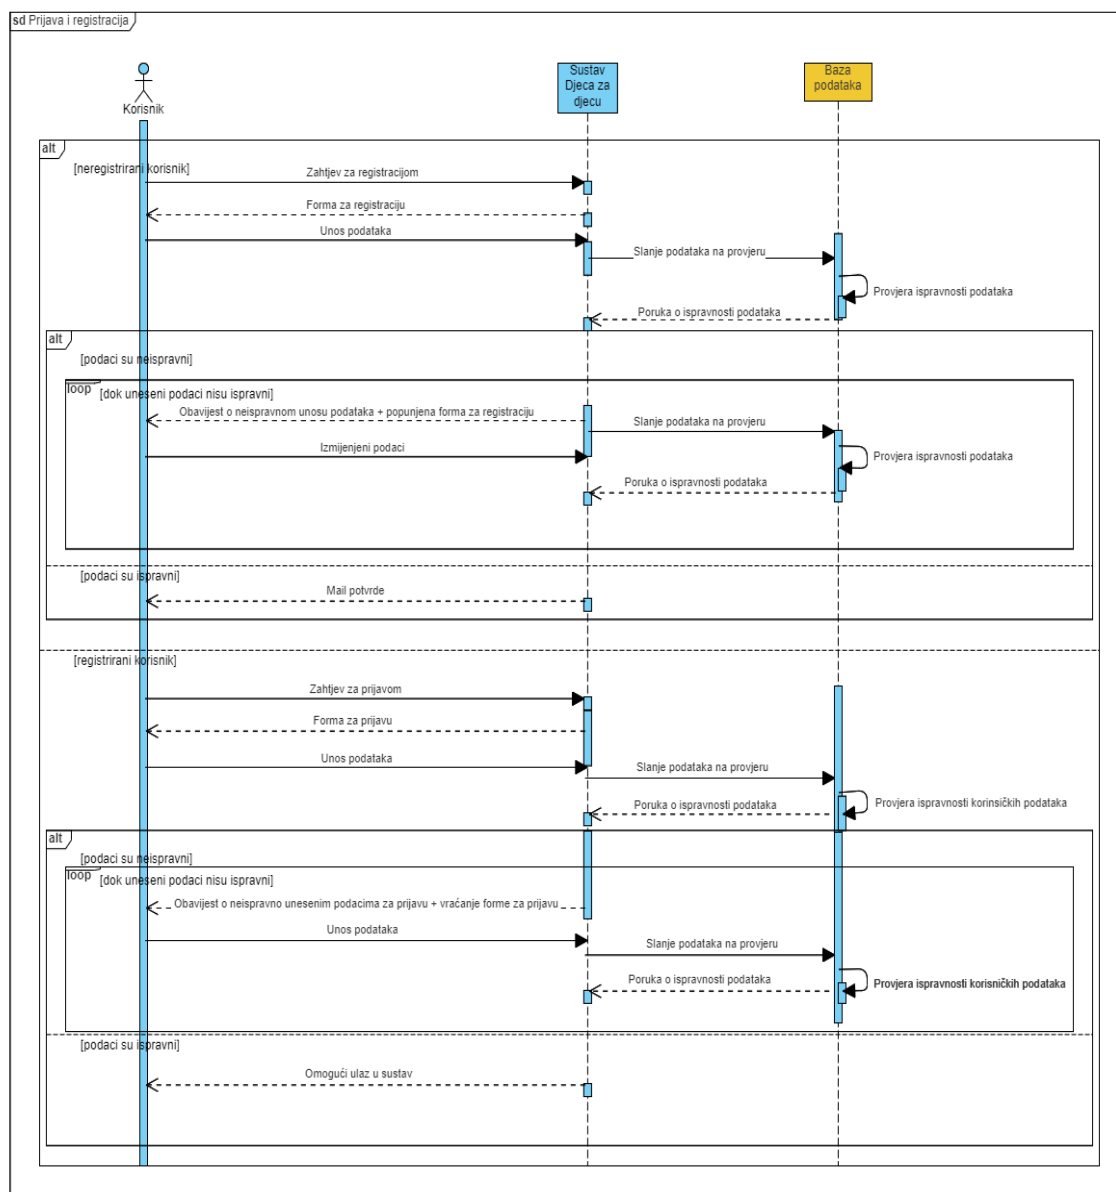 sd Prijava i registracija
Korisnik
Sustav
Djeca za
djecu
Baza
podataka
alt
[neregistrirani korisnik]
Zahtjev za registracijom
Forma za registraciju
Unos podataka
Slanje podataka na provjeru
Provjera ispravnosti podataka
Poruka o ispravnosti podataka
alt
[podaci su neispravni]
loop
[dok uneseni podaci nisu ispravni]
Obavijest o neispravnom unosu podataka + popunjena forma za registraciju
Slanje podataka na provjeru
Izmijenjeni podaci
Provjera ispravnosti podataka
Poruka o ispravnosti podataka
[podaci su ispravni]
Mail potvrde
[registrirani korisnik]
Zahtjev za prijavom
Forma za prijavu
Unos podataka
Slanje podataka na provjeru
Provjera ispravnosti korinsičkih podataka
Poruka o ispravnosti podataka
alt
[podaci su neispravni]
loop
[dok uneseni podaci nisu ispravni]
Obavijest o neispravno unesenim podacima za prijavu + vraćanje forme za prijavu
Unos podataka
Slanje podataka na provjeru
Poruka o ispravnosti podataka
Provjera ispravnosti korisničkih podataka
[podaci su ispravni]
Omogući ulaz u sustav